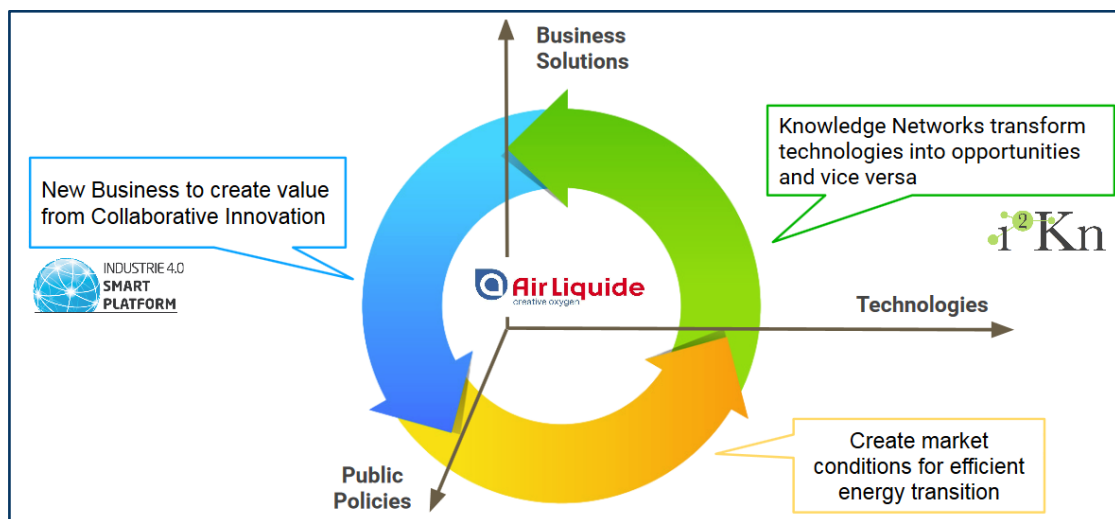 Business
Solutions
Knowledge Networks transform
technologies into opportunities
and vice versa
New Business to create value
from Collaborative Innovation
i2Kn
INDUSTRIE 4.0
SMART
PLATFORM
Air Liquide
creative oxygen
Technologies
Create market
conditions for efficient
energy transition
Public
Policies